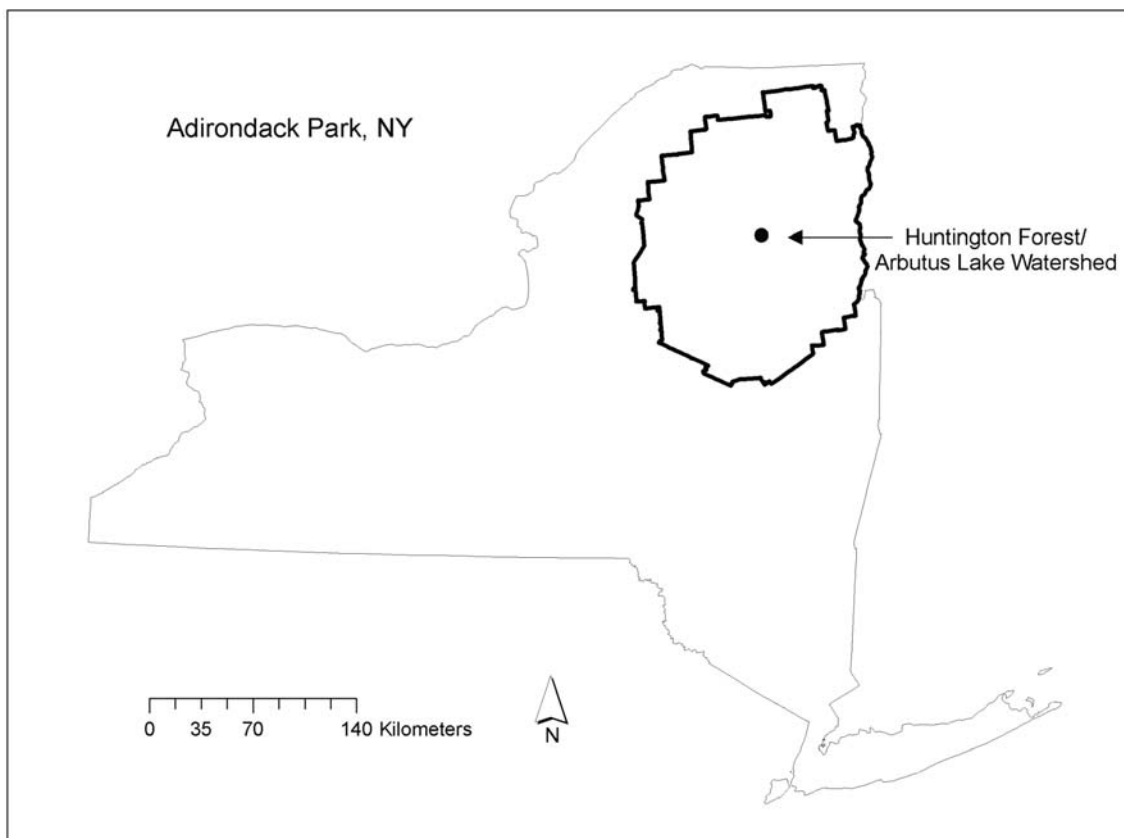 Adirondack Park, NY
Huntington Forest/
Arbutus Lake Watershed
0 35 70 140 Kilometers
N